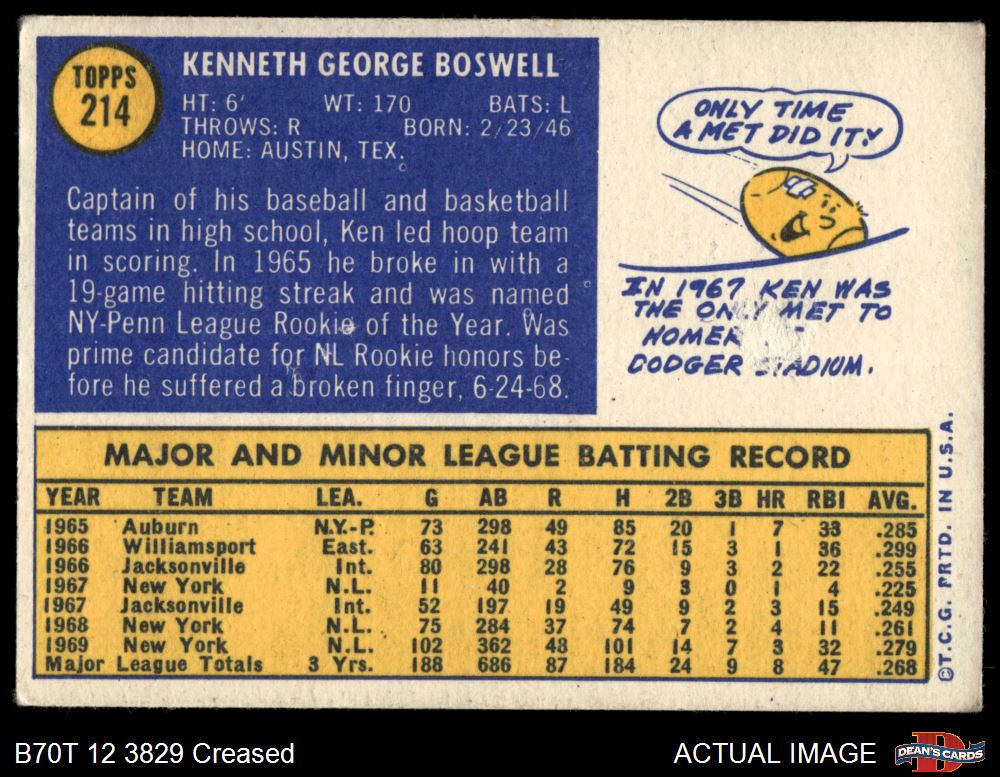 TOPPS
214
KENNETH GEORGE BOSWELL
HT: 6' WT: 170 BATS: L
THROWS: R BORN: 2/23/46
HOME: AUSTIN, TEX.
Captain of his baseball and basketball
teams in high school, Ken led hoop team
in scoring. In 1965 he broke in with a
19-game hitting streak and was named
NY-Penn League Rookie of the Year. Was
prime candidate for NL Rookie honors be-
fore he suffered a broken finger, 6-24-68.
ONLY TIME
A MET DID IT!
IN 1967 KEN WAS
THE ONLY MET TO
HOMER
DODGER STADIUM.
MAJOR AND MINOR LEAGUE BATTING RECORD
YEAR TEAM LEA. G AB R H 2B 3B HR RBI AVG.
1965 Auburn N.Y.-P. 73 298 49 85 20 1 7 33 .285
1966 Williamsport East. 63 241 43 72 15 3 1 36 .299
1966 Jacksonville Int. 80 298 28 76 9 3 2 22 .255
1967 New York N.L. 11 40 2 9 3 0 1 4 .225
1967 Jacksonville Int. 52 197 19 49 9 2 3 15 .249
1968 New York N.L. 75 284 37 74 7 2 4 11 .261
1969 New York N.L. 102 362 48 101 14 7 3 32 .279
Major League Totals 3 Yrs. 188 686 87 184 24 9 8 47 .268
©T.C.G. PRTD. IN U.S.A.
B70T 12 3829 Creased
ACTUAL IMAGE
DEAN'S CARDS